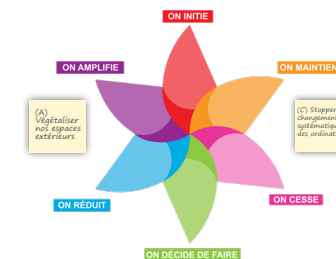 ON INITIE
ON AMPLIFIE
ON MAINTIEN
(A)
Végétaliser
nos espaces
extérieurs
(C) Stopper
changemen
systématiqu
des ordinat
ON RÉDUIT
ON CESSE
ON DÉCIDE DE FAIRE